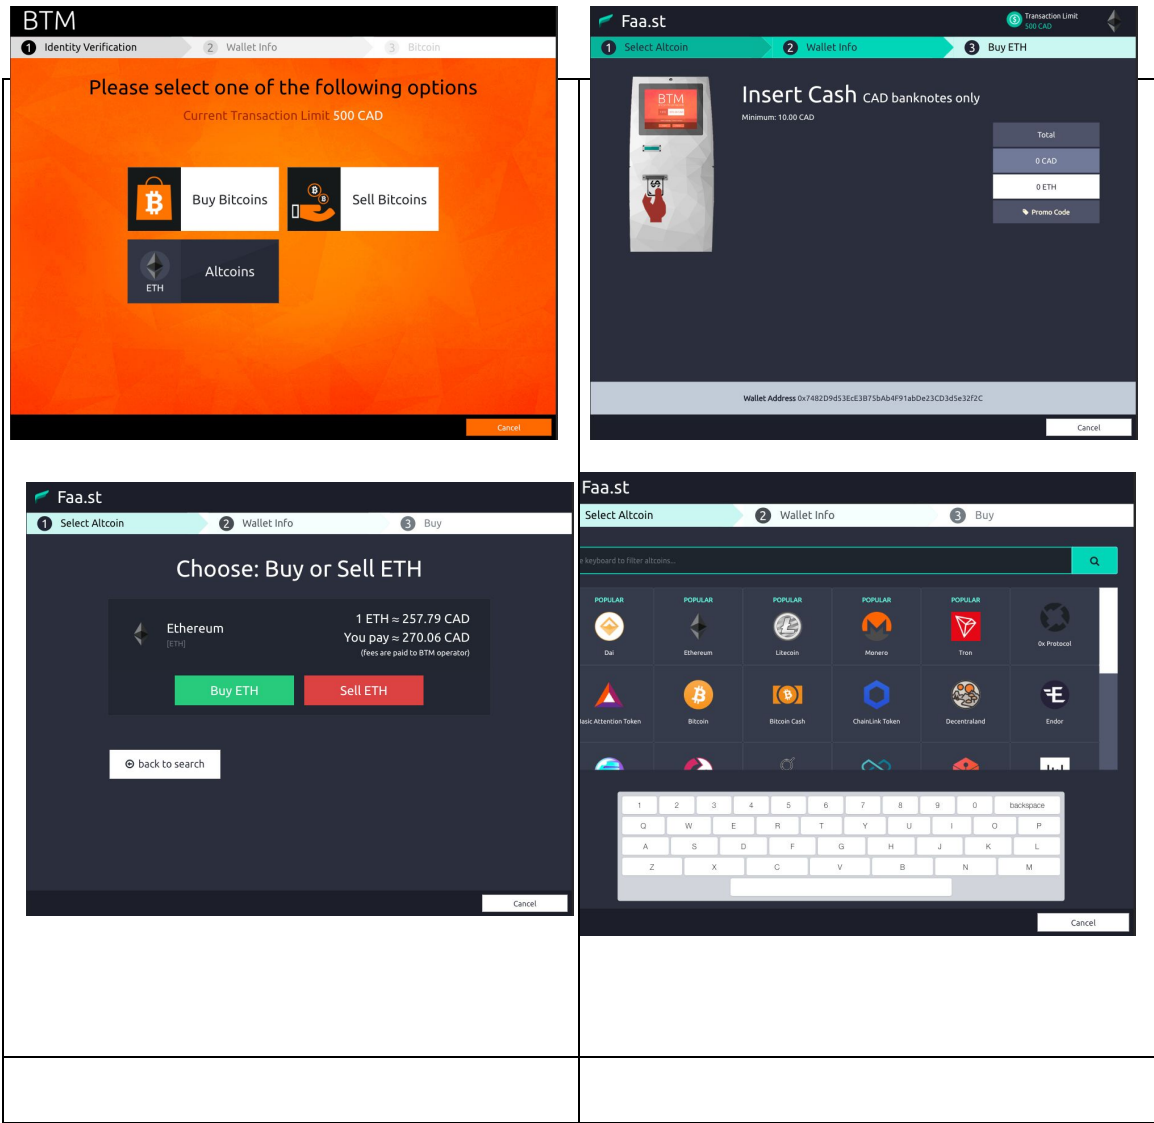 BTM
1 Identity Verification 2 Wallet Info 3 Bitcoin
Please select one of the following options
Current Transaction Limit 500 CAD
Buy Bitcoins
Sell Bitcoins
ETH
Altcoins
Cancel
Faa.st
Transaction Limit
500 CAD
1 Select Altcoin 2 Wallet Info 3 Buy ETH
BTM
Insert Cash CAD banknotes only
Minimum: 10.00 CAD
Total
0 CAD
0 ETH
Promo Code
Wallet Address 0x7482D9d53EcE3B75bAb4F91abDe23CD3d5e32f2C
Cancel
Faa.st
1 Select Altcoin 2 Wallet Info 3 Buy
Choose: Buy or Sell ETH
Ethereum
[ETH]
1 ETH ≈ 257.79 CAD
You pay ≈ 270.06 CAD
(fees are paid to BTM operator)
Buy ETH
Sell ETH
back to search
Cancel
Faa.st
Select Altcoin 2 Wallet Info 3 Buy
e keyboard to filter altcoins...
POPULAR POPULAR POPULAR POPULAR POPULAR
Dai Ethereum Litecoin Monero Tron 0x Protocol
Basic Attention Token Bitcoin Bitcoin Cash ChainLink Token Decentraland Endor
1 2 3 4 5 6 7 8 9 0 backspace
Q W E R T Y U I O P
A S D F G H J K L
Z X C V B N M
Cancel